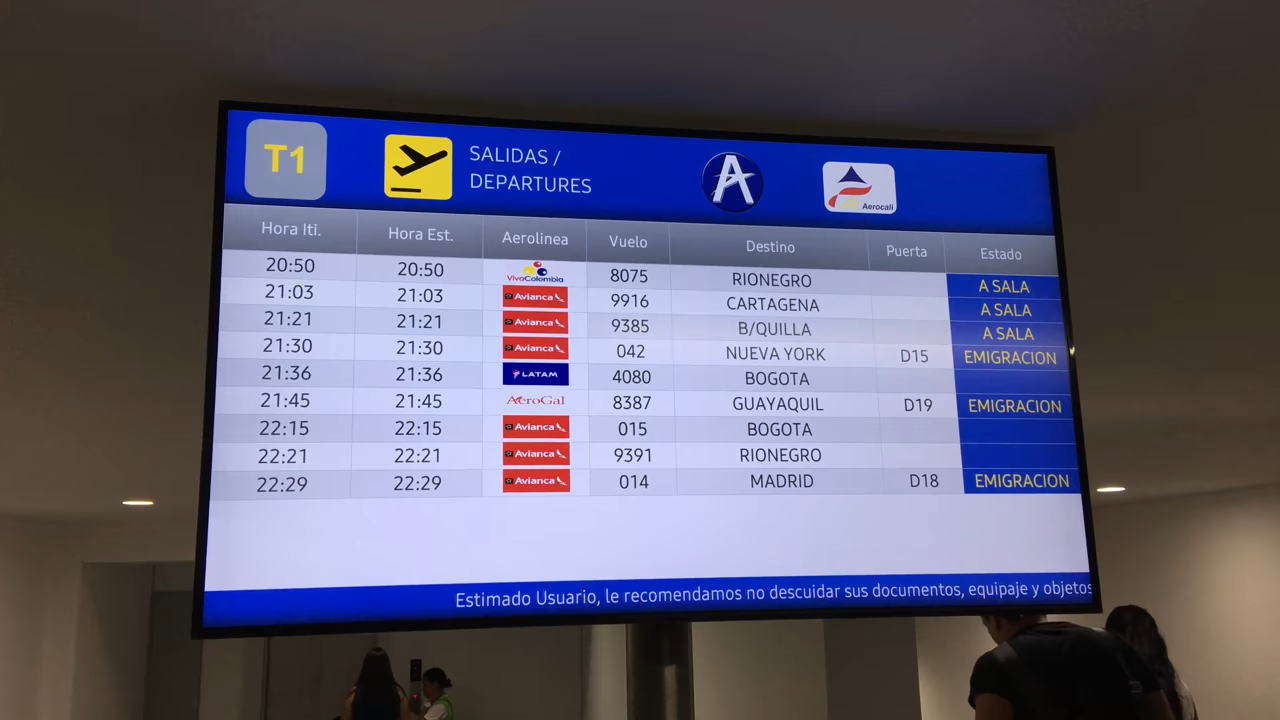 T1
SALIDAS /
DEPARTURES
A
Aerocali
Hora Iti. Hora Est. Aerolinea Vuelo Destino Puerta Estado
20:50 20:50 VivaColombia 8075 RIONEGRO A SALA
21:03 21:03 Avianca 9916 CARTAGENA A SALA
21:21 21:21 Avianca 9385 B/QUILLA A SALA
21:30 21:30 Avianca 042 NUEVA YORK D15 EMIGRACION
21:36 21:36 LATAM 4080 BOGOTA
21:45 21:45 AeroGal 8387 GUAYAQUIL D19 EMIGRACION
22:15 22:15 Avianca 015 BOGOTA
22:21 22:21 Avianca 9391 RIONEGRO
22:29 22:29 Avianca 014 MADRID D18 EMIGRACION
Estimado Usuario, le recomendamos no descuidar sus documentos, equipaje y objetos